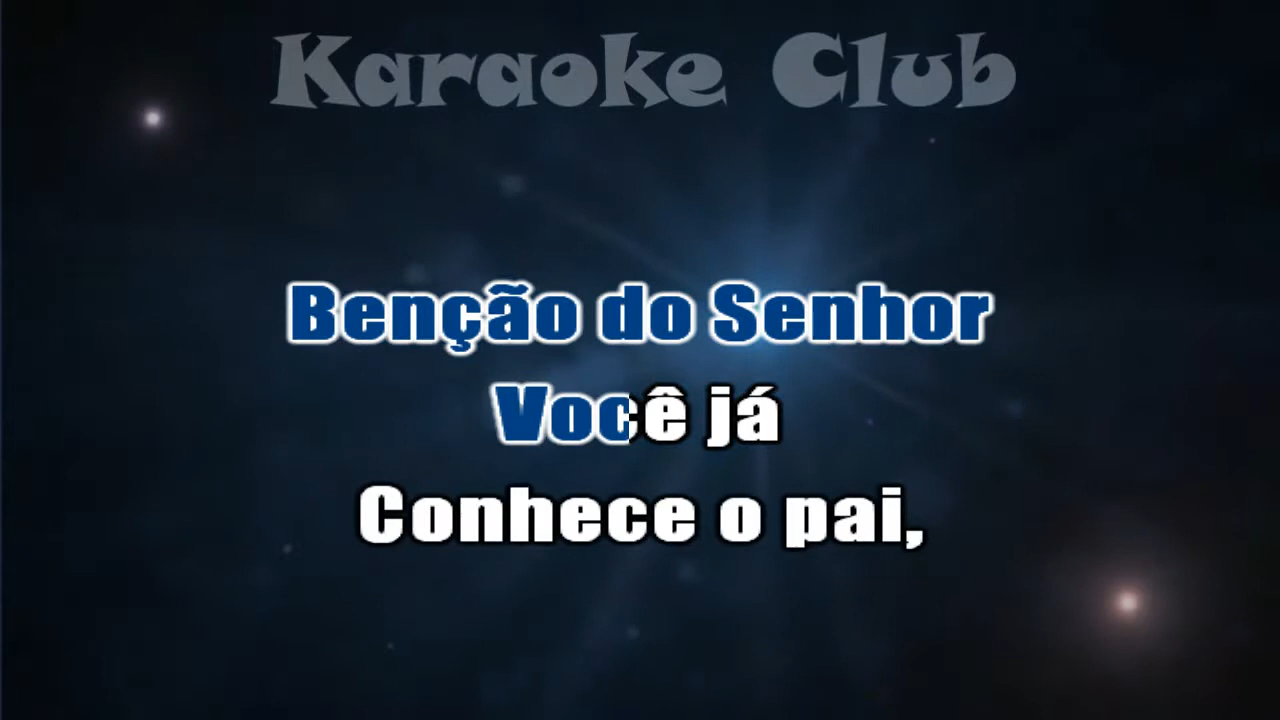 Karaoke Club
Benção do Senhor
Você já
Conhece o pai,